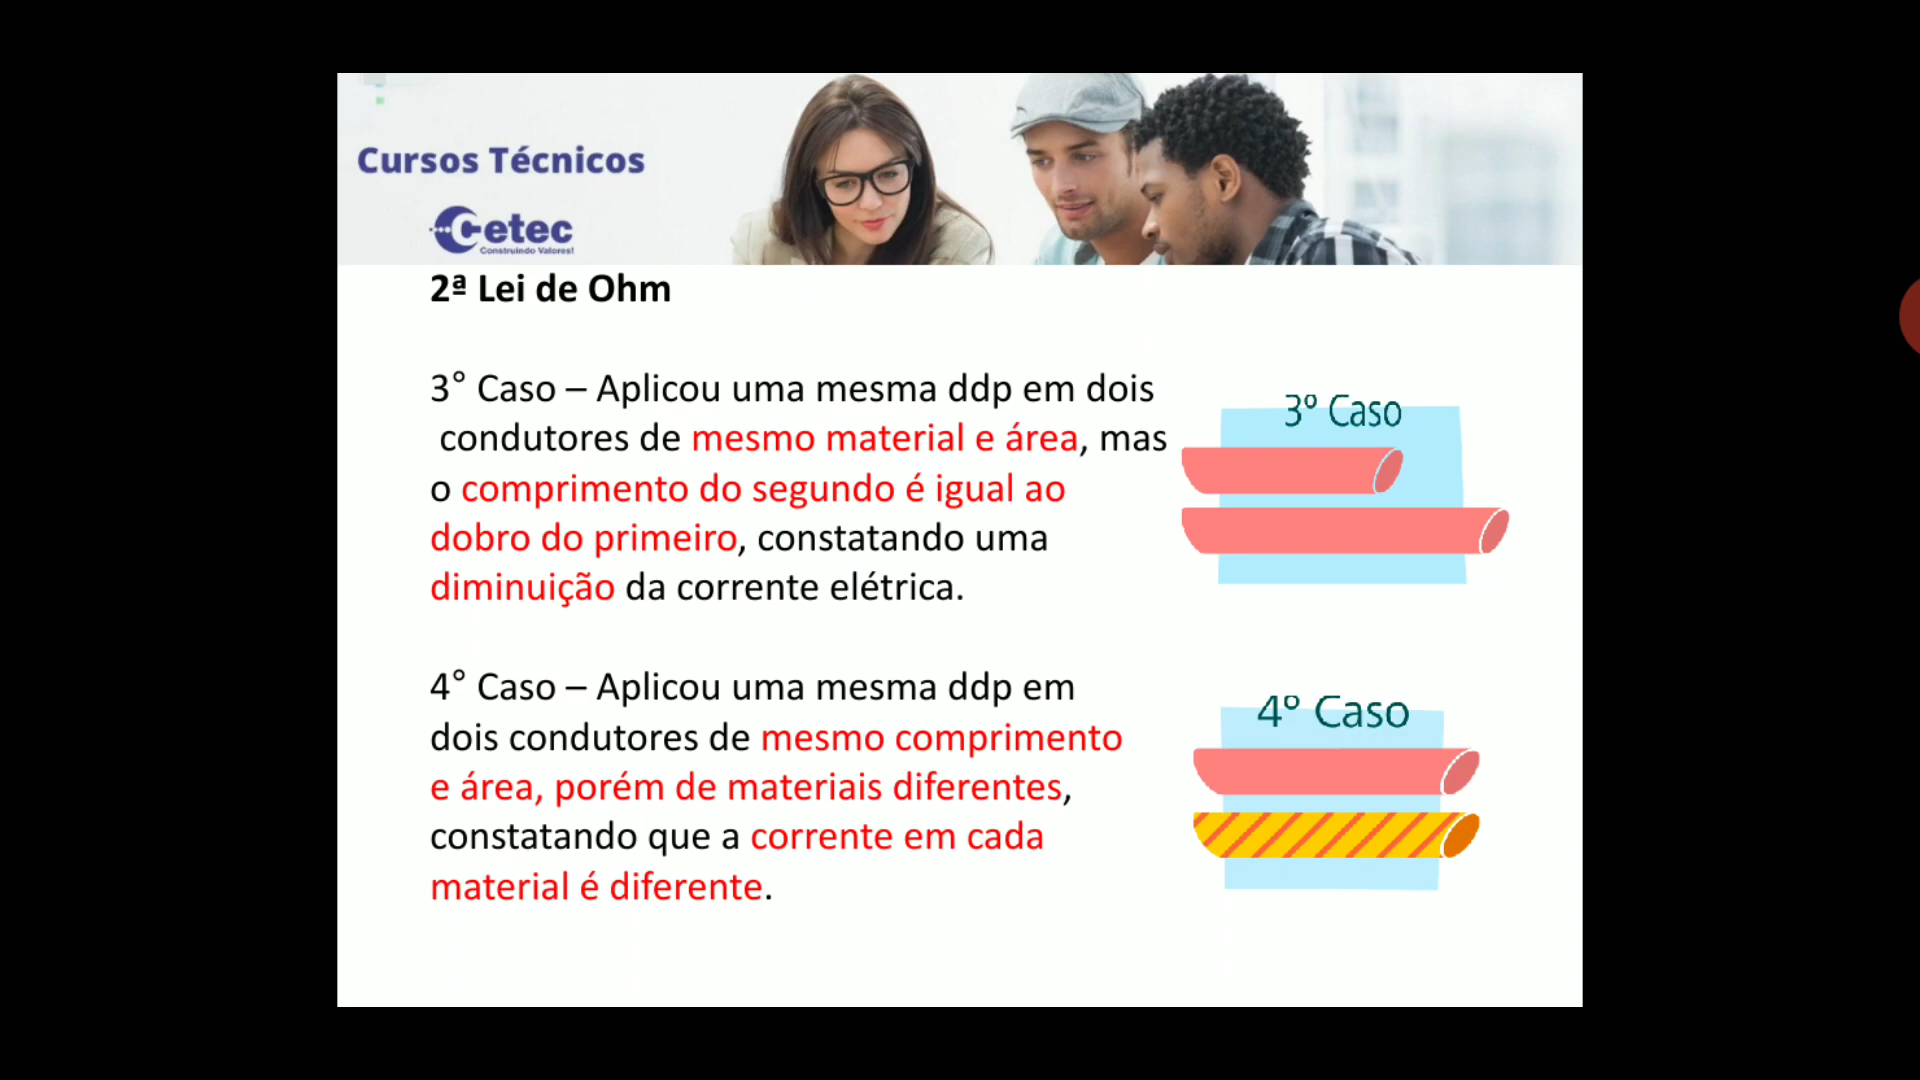 Cursos Técnicos
Cetec
Construindo Valores!
2ª Lei de Ohm
3° Caso – Aplicou uma mesma ddp em dois
condutores de mesmo material e área, mas
o comprimento do segundo é igual ao
dobro do primeiro, constatando uma
diminuição da corrente elétrica.
3º Caso
4° Caso – Aplicou uma mesma ddp em
dois condutores de mesmo comprimento
e área, porém de materiais diferentes,
constatando que a corrente em cada
material é diferente.
4º Caso